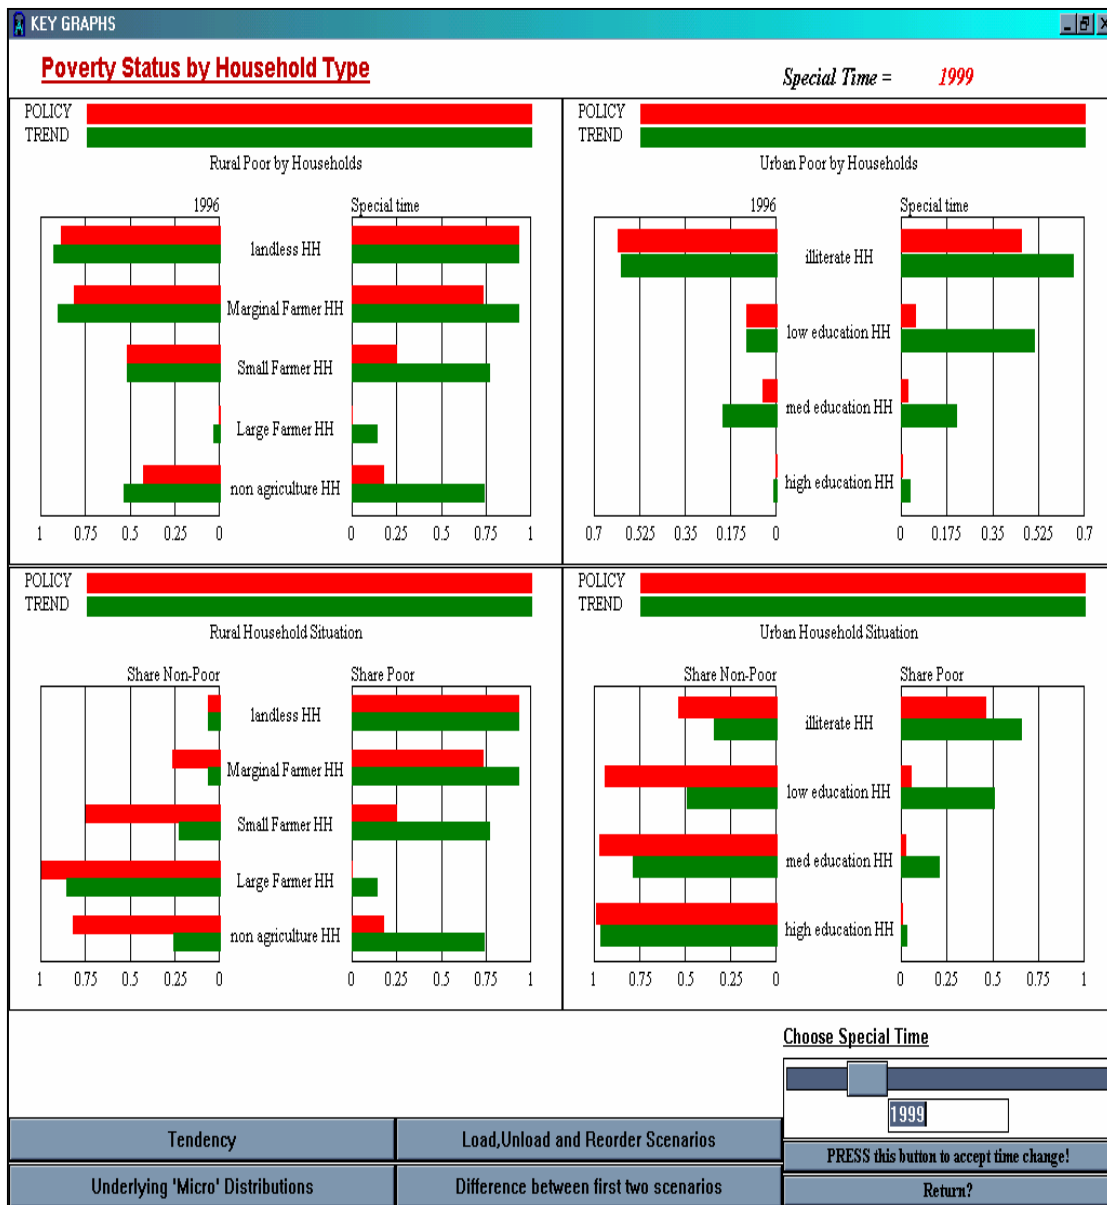 KEY GRAPHS
Poverty Status by Household Type
Special Time = 1999
POLICY
TREND
Rural Poor by Households
1996 Special time
landless HH
Marginal Farmer HH
Small Farmer HH
Large Farmer HH
non agriculture HH
1 0.75 0.5 0.25 0 0 0.25 0.5 0.75 1
POLICY
TREND
Urban Poor by Households
1996 Special time
illiterate HH
low education HH
med education HH
high education HH
0.7 0.525 0.35 0.175 0 0 0.175 0.35 0.525 0.7
POLICY
TREND
Rural Household Situation
Share Non-Poor Share Poor
landless HH
Marginal Farmer HH
Small Farmer HH
Large Farmer HH
non agriculture HH
1 0.75 0.5 0.25 0 0 0.25 0.5 0.75 1
POLICY
TREND
Urban Household Situation
Share Non-Poor Share Poor
illiterate HH
low education HH
med education HH
high education HH
1 0.75 0.5 0.25 0 0 0.25 0.5 0.75 1
Choose Special Time
1999
Tendency
Load,Unload and Reorder Scenarios
PRESS this button to accept time change!
Underlying 'Micro' Distributions
Difference between first two scenarios
Return?